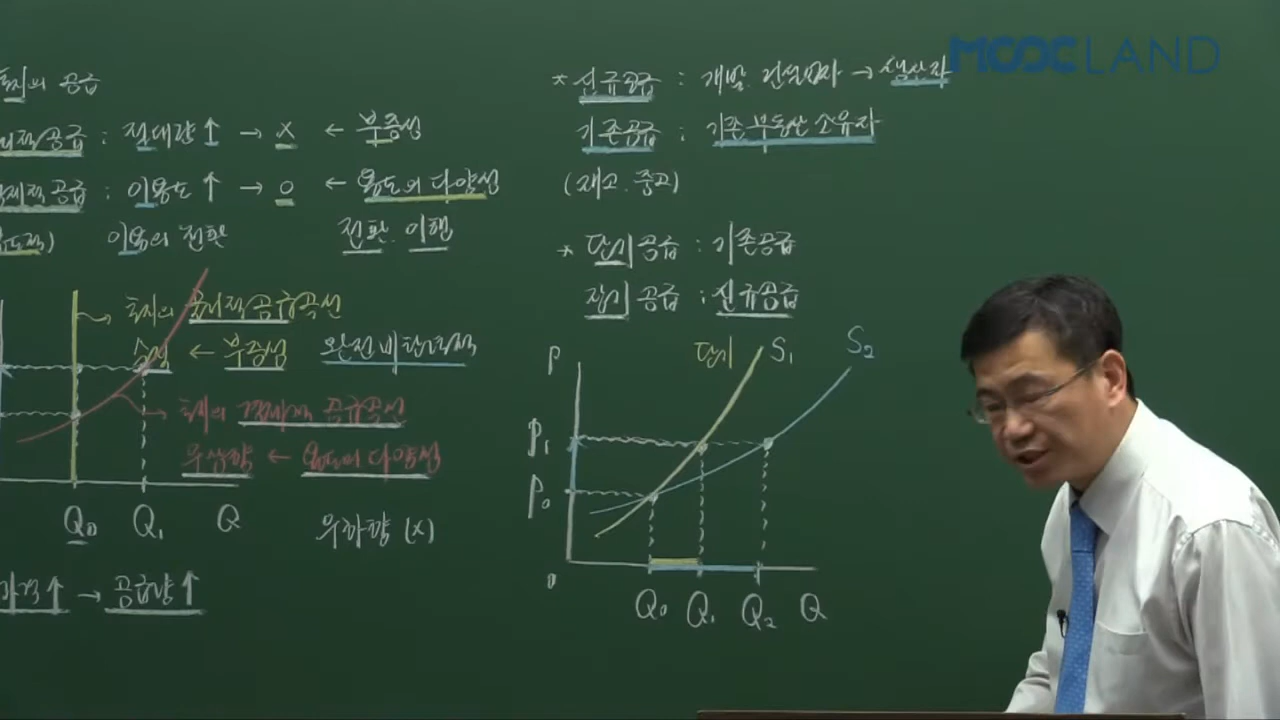 토지의 공급
물리적 공급 : 절대량↑ → X ← 부증성
경제적 공급 : 이용도↑ → O ← 용도의 다양성
이용의 전환 전환. 이행
토지의 물리적 공급곡선
수직 ← 부증성 완전비탄력적
토지의 경제적 공급곡선
우상향 ← 용도의 다양성
Q₀ Q₁ Q
우하향 (X)
가격↑ → 공급량↑
* 신규공급 : 개발. 건설업자 → 생산자
기존공급 : 기존 부동산 소유자
(재고. 중고)
* 단기 공급 : 기존공급
장기 공급 : 신규공급
P 단기 S₁ S₂
P₁
P₀
0 Q₀ Q₁ Q₂ Q
MOOCLAND